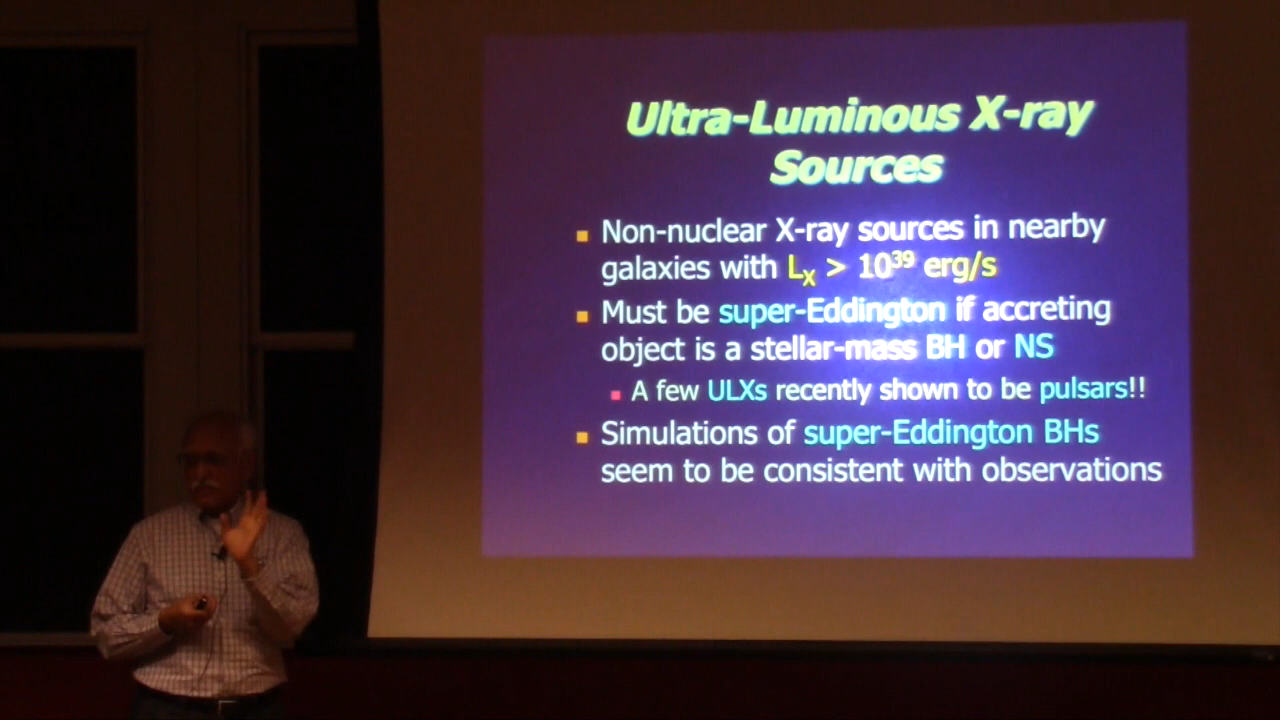 Ultra-Luminous X-ray
Sources
Non-nuclear X-ray sources in nearby
galaxies with Lx > 10³⁹ erg/s
Must be super-Eddington if accreting
object is a stellar-mass BH or NS
A few ULXs recently shown to be pulsars!!
Simulations of super-Eddington BHs
seem to be consistent with observations